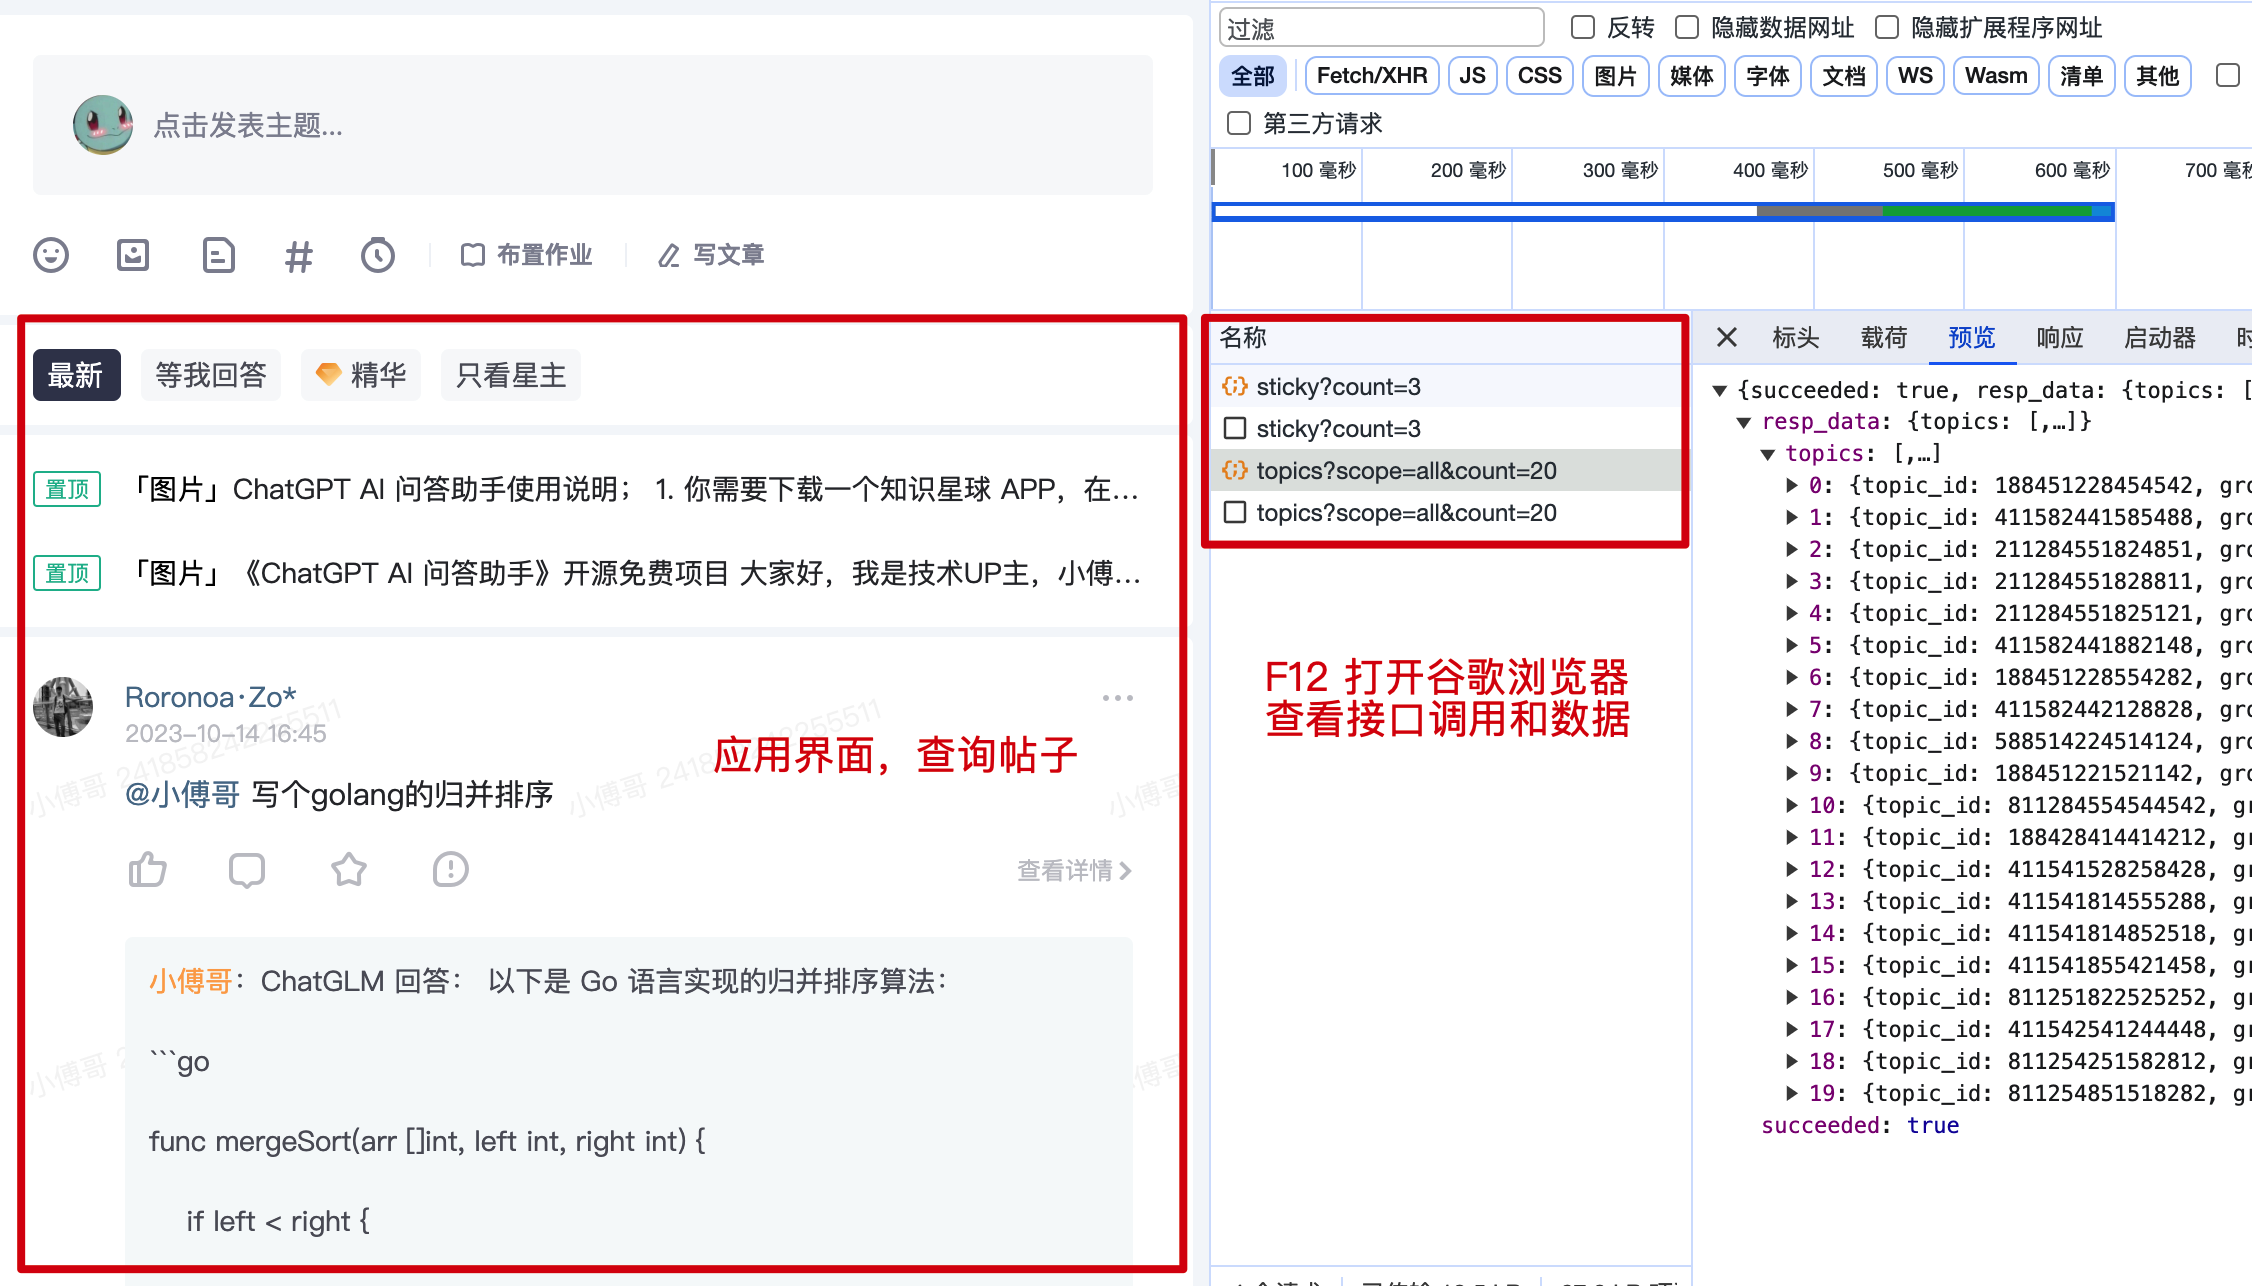 点击发表主题...
布置作业
写文章
最新
等我回答
精华
只看星主
置顶
「图片」ChatGPT AI 问答助手使用说明； 1. 你需要下载一个知识星球 APP，在...
置顶
「图片」《ChatGPT AI 问答助手》开源免费项目 大家好，我是技术UP主，小傅...
Roronoa·Zo*
2023-10-14 16:45
@小傅哥 写个golang的归并排序
应用界面，查询帖子
查看详情
小傅哥：ChatGLM 回答： 以下是 Go 语言实现的归并排序算法：
```go
func mergeSort(arr []int, left int, right int) {
if left < right {
小傅哥 241858242255511
小傅哥
过滤
反转
隐藏数据网址
隐藏扩展程序网址
全部
Fetch/XHR
JS
CSS
图片
媒体
字体
文档
WS
Wasm
清单
其他
第三方请求
100 毫秒
200 毫秒
300 毫秒
400 毫秒
500 毫秒
600 毫秒
700 毫秒
名称
sticky?count=3
sticky?count=3
topics?scope=all&count=20
topics?scope=all&count=20
F12 打开谷歌浏览器
查看接口调用和数据
标头
载荷
预览
响应
启动器
{succeeded: true, resp_data: {topics: [
resp_data: {topics: [,…]}
topics: [,…]
0: {topic_id: 188451228454542, gro
1: {topic_id: 411582441585488, gro
2: {topic_id: 211284551824851, gro
3: {topic_id: 211284551828811, gro
4: {topic_id: 211284551825121, gro
5: {topic_id: 411582441882148, gro
6: {topic_id: 188451228554282, gro
7: {topic_id: 411582442128828, gro
8: {topic_id: 588514224514124, gro
9: {topic_id: 188451221521142, gro
10: {topic_id: 811284554544542, gr
11: {topic_id: 188428414414212, gr
12: {topic_id: 411541528258428, gr
13: {topic_id: 411541814555288, gr
14: {topic_id: 411541814852518, gr
15: {topic_id: 411541855421458, gr
16: {topic_id: 811251822525252, gr
17: {topic_id: 411542541244448, gr
18: {topic_id: 811254251582812, gr
19: {topic_id: 811254851518282, gr
succeeded: true